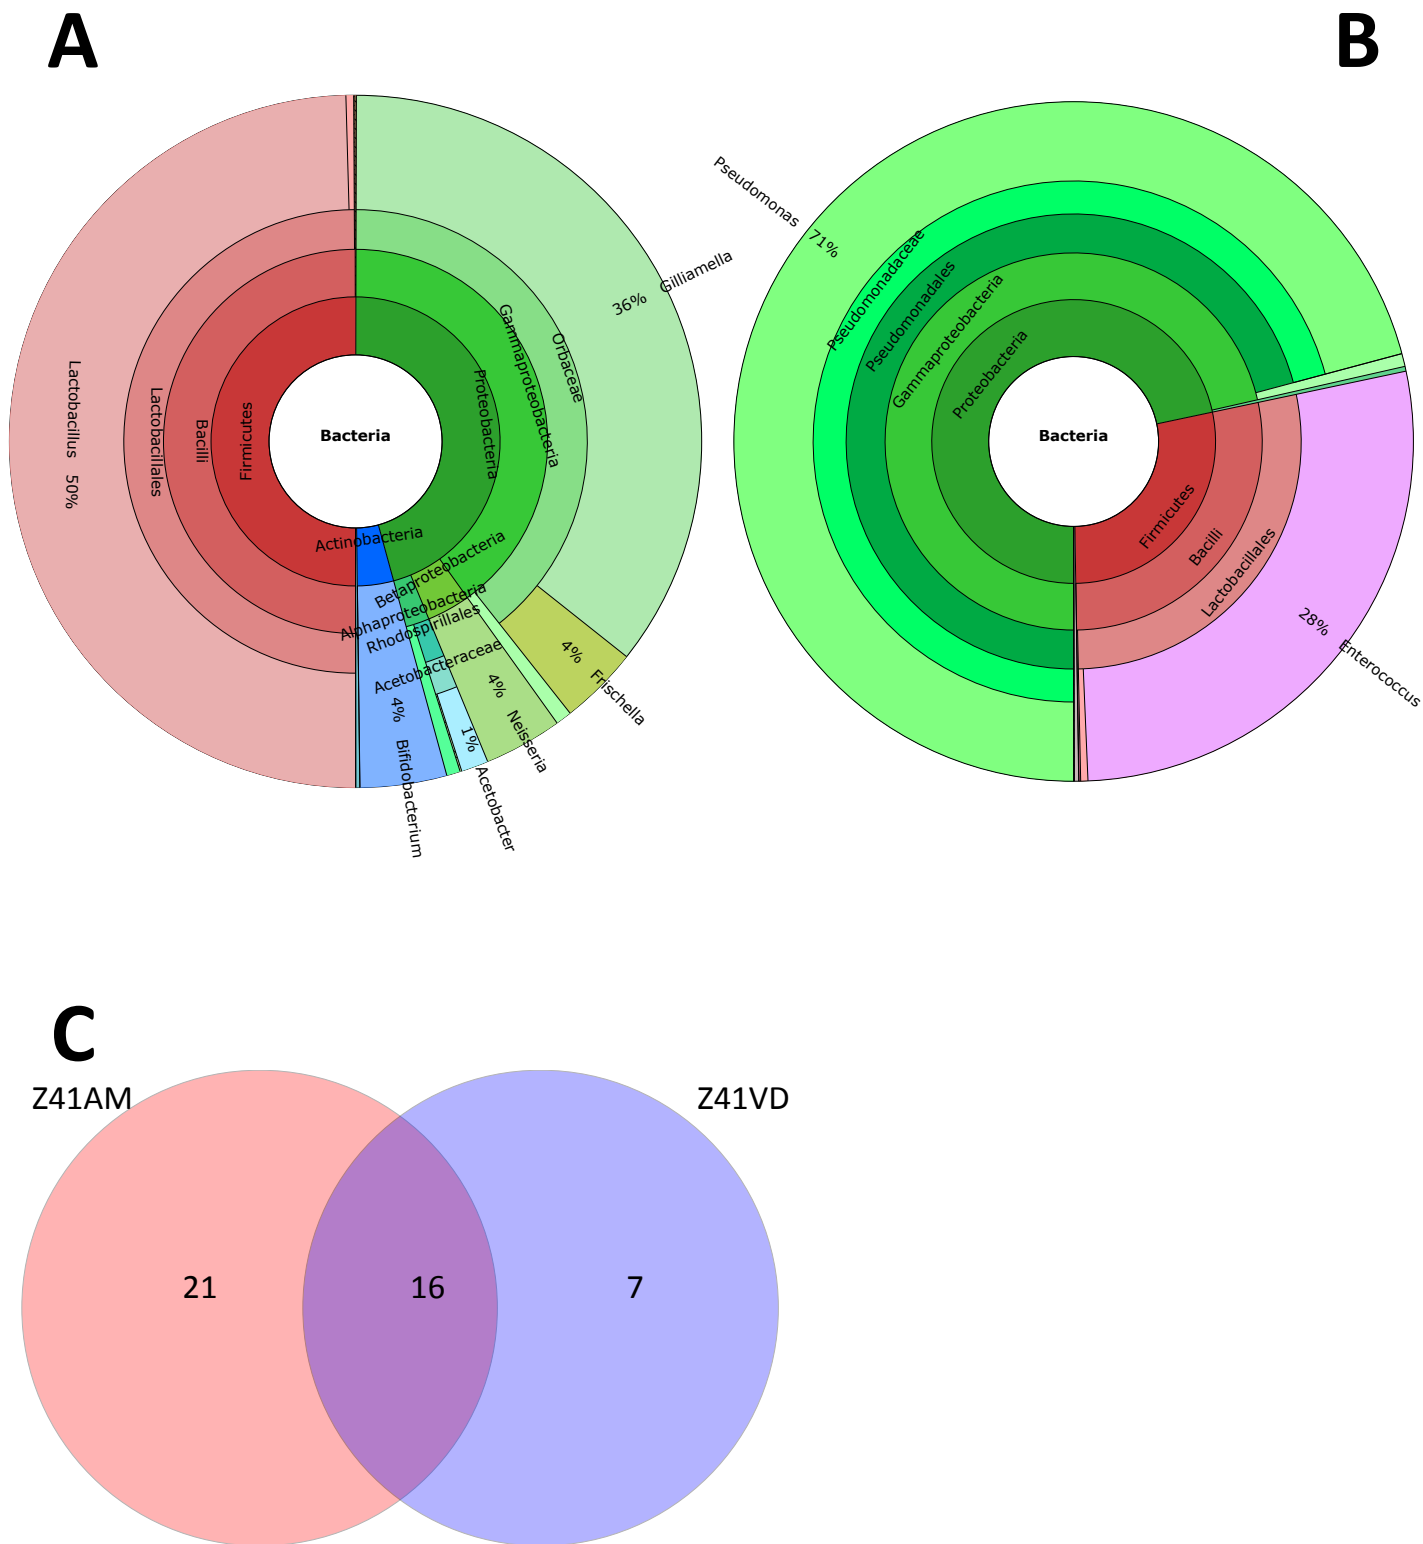 A
B
Bacteria
Firmicutes
Bacilli
Lactobacillales
Lactobacillus 50%
Proteobacteria
Gammaproteobacteria
Orbaceae
36% Gilliamella
4% Frischella
Actinobacteria
Betaproteobacteria
Alphaproteobacteria
Rhodospirillales
Acetobacteraceae
4% Neisseria
1% Acetobacter
4% Bifidobacterium
Bacteria
Proteobacteria
Gammaproteobacteria
Pseudomonadales
Pseudomonadaceae
Pseudomonas 71%
Firmicutes
Bacilli
Lactobacillales
28% Enterococcus
C
Z41AM
Z41VD
21
16
7